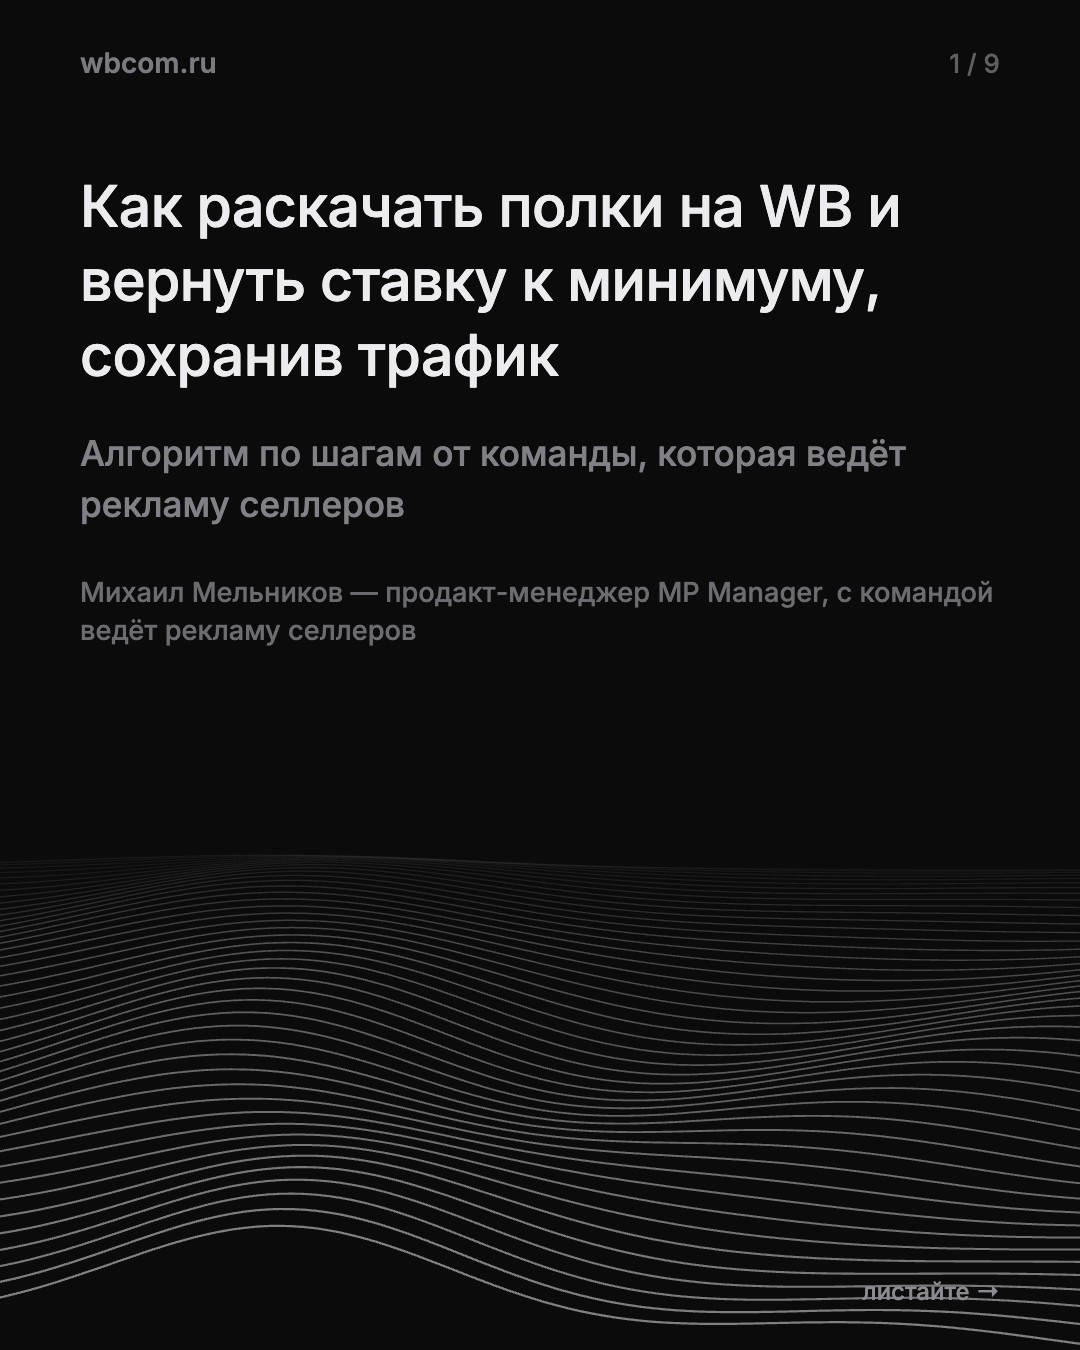 wbcom.ru
1 / 9
Как раскачать полки на WB и
вернуть ставку к минимуму,
сохранив трафик
Алгоритм по шагам от команды, которая ведёт
рекламу селлеров
Михаил Мельников — продакт-менеджер MP Manager, с командой
ведёт рекламу селлеров
листайте →